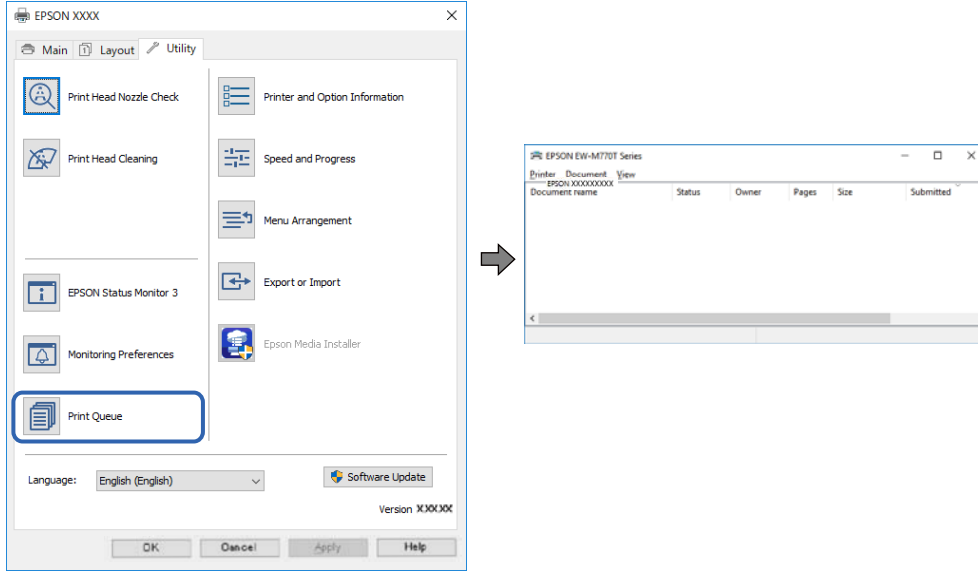 EPSON XXXX
Main
Layout
Utility
Print Head Nozzle Check
Print Head Cleaning
EPSON Status Monitor 3
Monitoring Preferences
Print Queue
Printer and Option Information
Speed and Progress
Menu Arrangement
Export or Import
Epson Media Installer
Language: English (English)
Software Update
Version X.XX.XX
OK Cancel Apply Help
EPSON EW-M770T Series
Printer Document View
EPSON XXXXXXXXX
Document Name Status Owner Pages Size Submitted